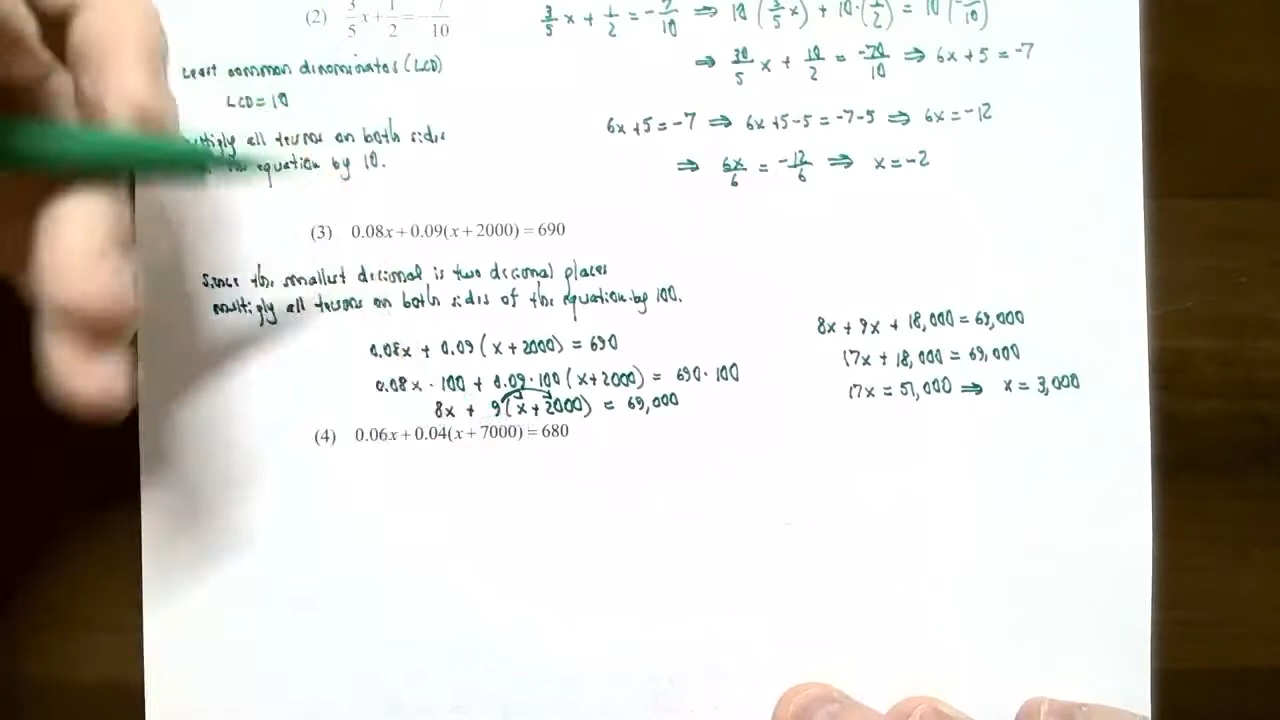 (2) 3/5 x + 1/2 = -7/10
3/5 x + 1/2 = -7/10 ⇒ 10(3/5 x) + 10·(1/2) = 10(-7/10)
⇒ 30/5 x + 10/2 = -70/10 ⇒ 6x + 5 = -7
Least common dinominator (LCD)
LCD = 10
6x + 5 = -7 ⇒ 6x + 5 - 5 = -7 - 5 ⇒ 6x = -12
⇒ 6x/6 = -12/6 ⇒ x = -2
all terms on both sides
equation by 10.
(3) 0.08x + 0.09(x + 2000) = 690
Since the smallest decimal is two decimal places
multiply all terms on both sides of the equation by 100.
0.08x + 0.09(x + 2000) = 690
0.08x · 100 + 0.09 · 100(x + 2000) = 690 · 100
8x + 9(x + 2000) = 69,000
8x + 9x + 18,000 = 69,000
17x + 18,000 = 69,000
17x = 51,000 ⇒ x = 3,000
(4) 0.06x + 0.04(x + 7000) = 680